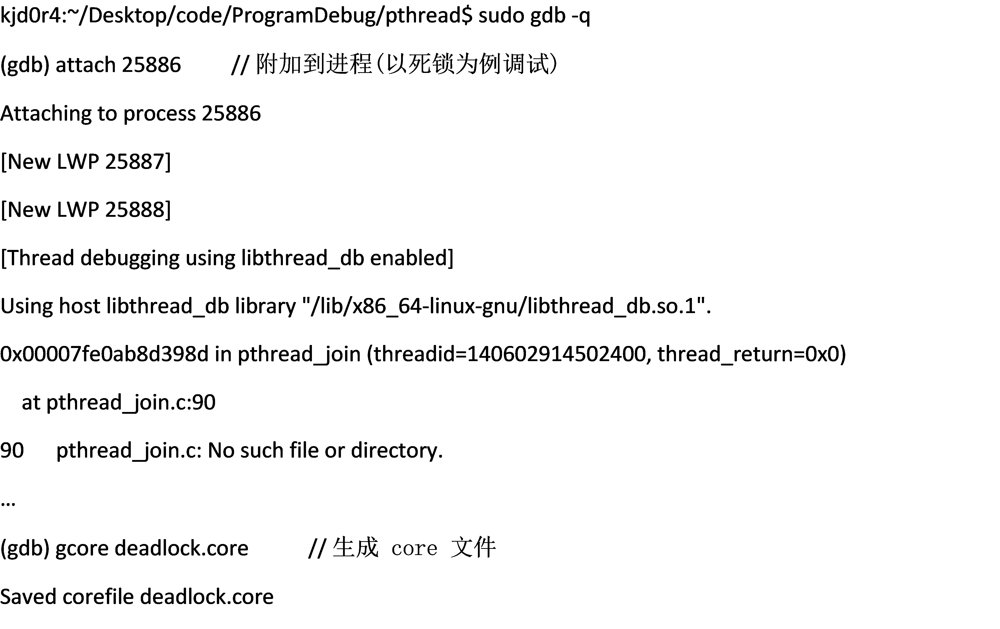 kjd0r4:~/Desktop/code/ProgramDebug/pthread$ sudo gdb -q
(gdb) attach 25886 // 附加到进程(以死锁为例调试)
Attaching to process 25886
[New LWP 25887]
[New LWP 25888]
[Thread debugging using libthread_db enabled]
Using host libthread_db library "/lib/x86_64-linux-gnu/libthread_db.so.1".
0x00007fe0ab8d398d in pthread_join (threadid=140602914502400, thread_return=0x0)
at pthread_join.c:90
90 pthread_join.c: No such file or directory.
...
(gdb) gcore deadlock.core // 生成 core 文件
Saved corefile deadlock.core